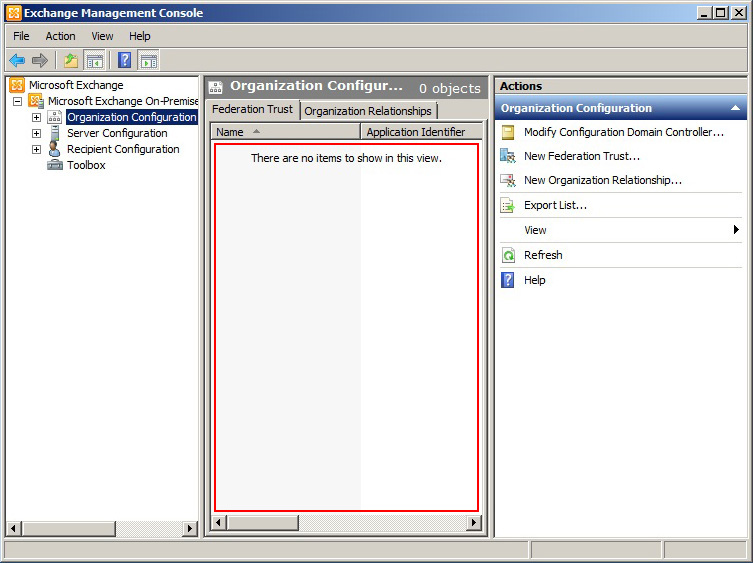 Exchange Management Console
File Action View Help
Microsoft Exchange
Microsoft Exchange On-Premise
Organization Configuration
Server Configuration
Recipient Configuration
Toolbox
Organization Configur... 0 objects
Federation Trust Organization Relationships
Name Application Identifier
There are no items to show in this view.
Actions
Organization Configuration
Modify Configuration Domain Controller...
New Federation Trust...
New Organization Relationship...
Export List...
View
Refresh
Help